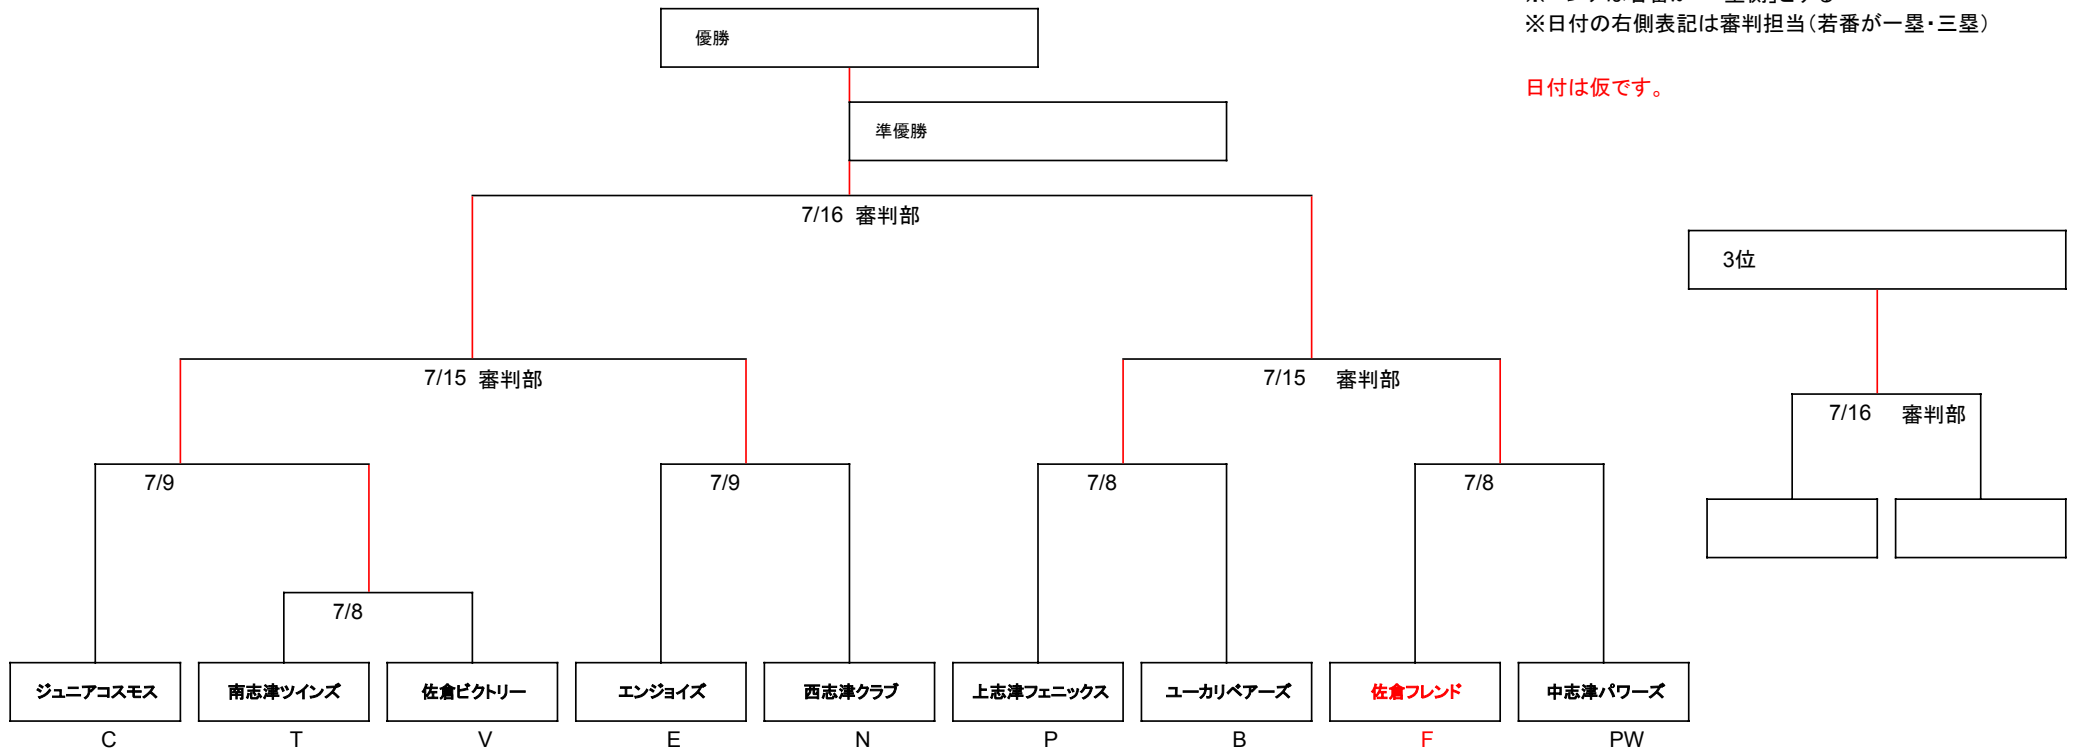 ※日付の右側表記は審判担当（若番が一塁・三塁）
優勝
日付は仮です。
準優勝
7/16 審判部
3位
7/15 審判部
7/15 審判部
7/16 審判部
7/9
7/9
7/8
7/8
7/8
ジュニアコスモス
南志津ツインズ
佐倉ビクトリー
エンジョイズ
西志津クラブ
上志津フェニックス
ユーカリベアーズ
佐倉フレンド
中志津パワーズ
C
T
V
E
N
P
B
F
PW